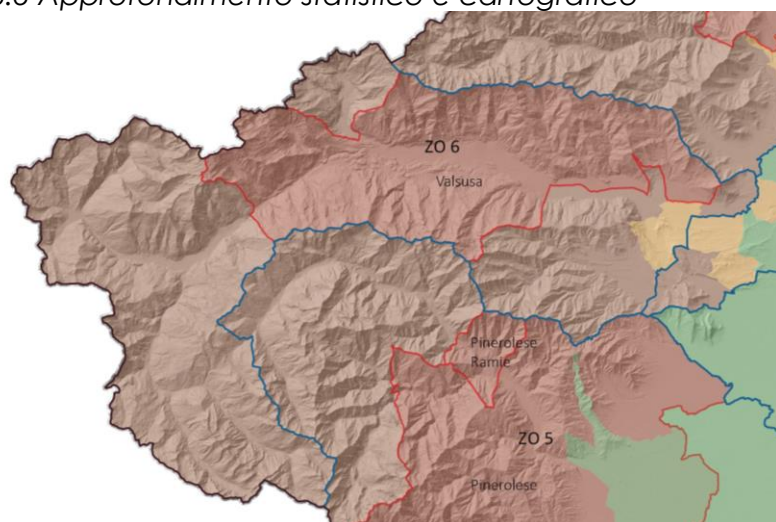 Approfondimento statistico e cartografico
ZO 6
Valsusa
Pinerolese
Ramie
ZO 5
Pinerolese